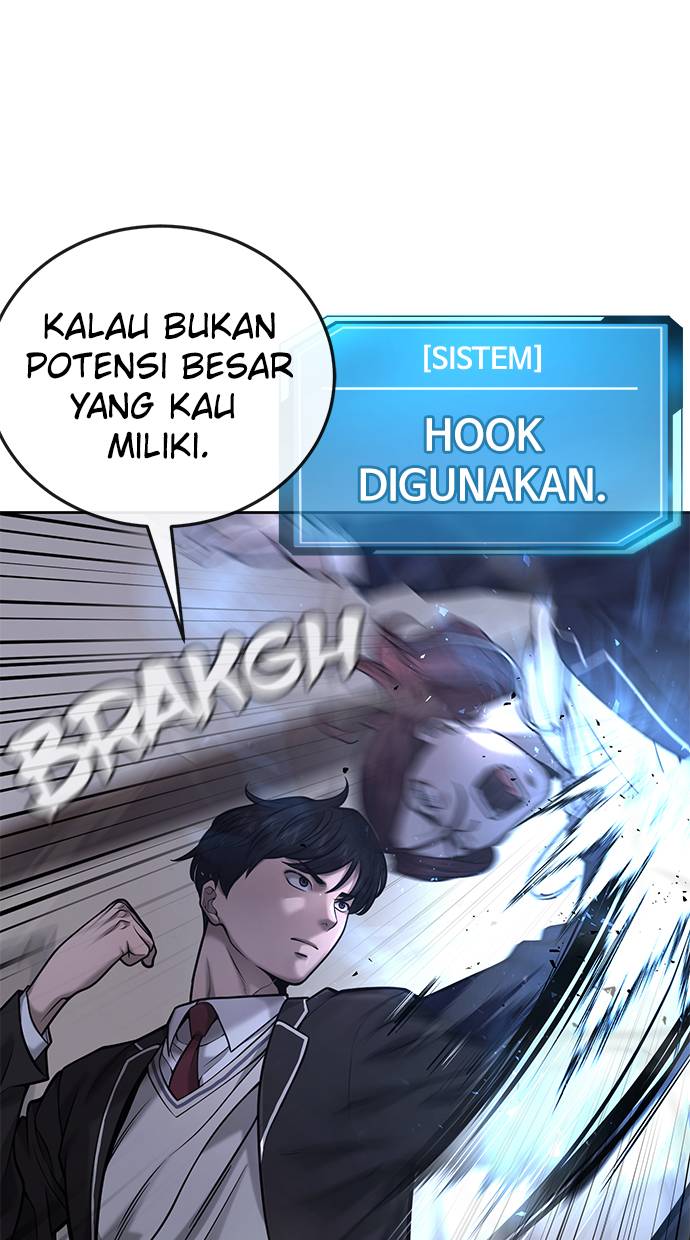 KALAU BUKAN
POTENSI BESAR
YANG KAU
MILIKI.
[SISTEM]
HOOK
DIGUNAKAN.
BRAKGH